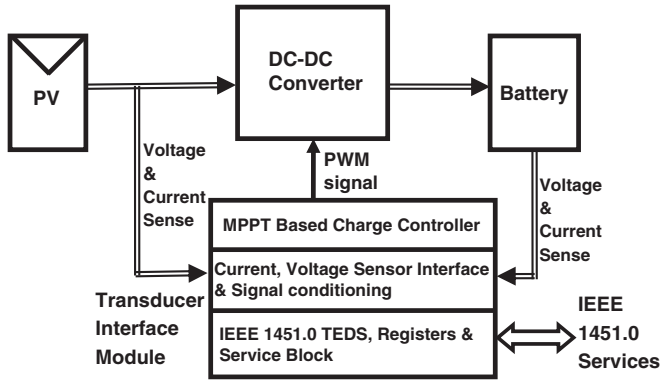 DC-DC
Converter
PV
Battery
Voltage
&
Current
Sense
PWM
signal
Voltage
&
Current
Sense
MPPT Based Charge Controller
Current, Voltage Sensor Interface
& Signal conditioning
Transducer
Interface
Module
IEEE 1451.0 TEDS, Registers &
Service Block
IEEE
1451.0
Services